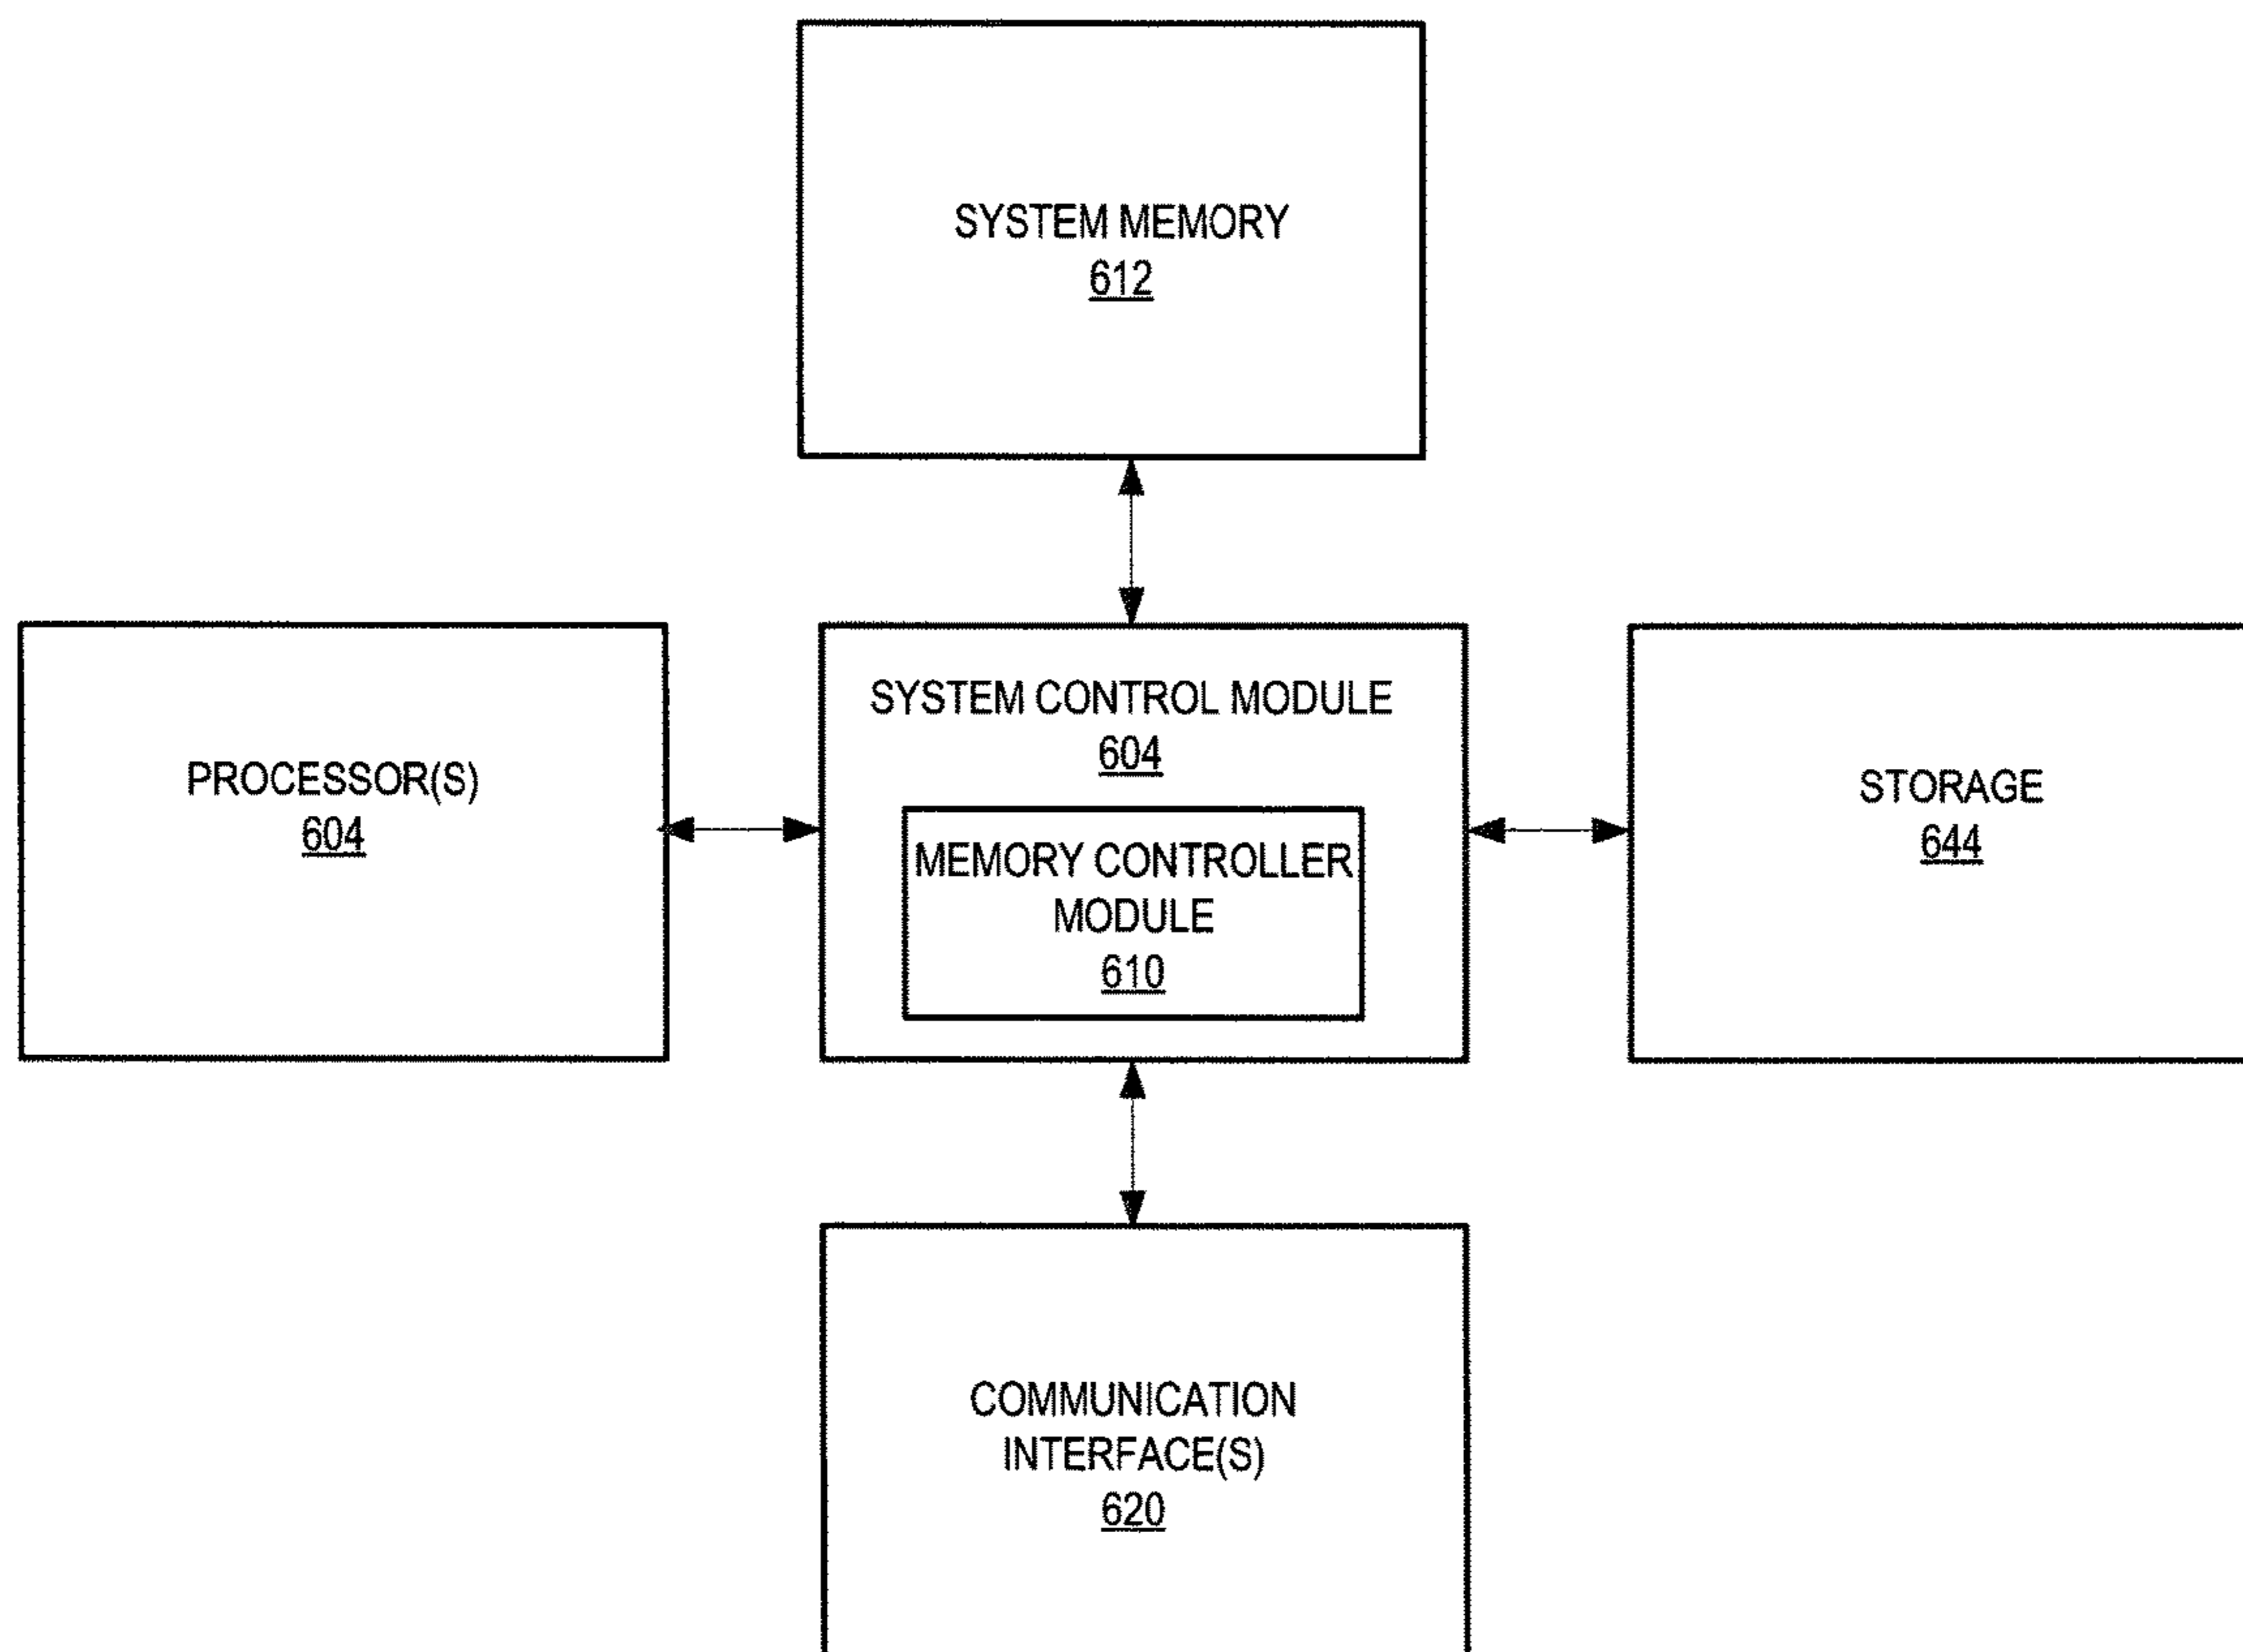 SYSTEM MEMORY
612
PROCESSOR(S)
604
SYSTEM CONTROL MODULE
604
MEMORY CONTROLLER
MODULE
610
STORAGE
644
COMMUNICATION
INTERFACE(S)
620